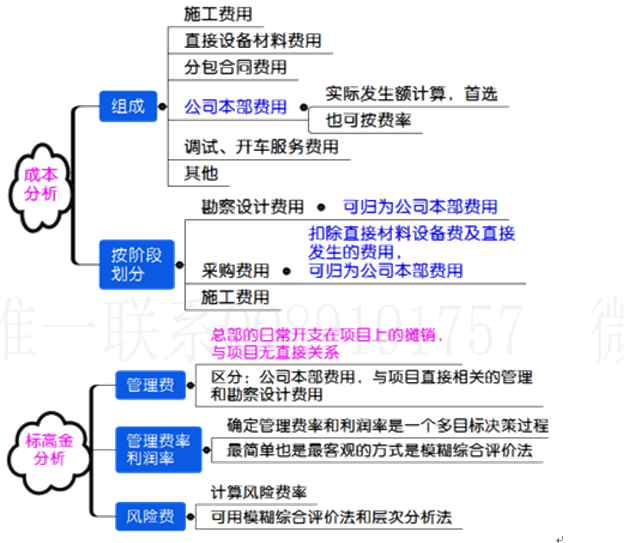 施工费用
直接设备材料费用
分包合同费用
组成
公司本部费用
实际发生额计算，首选
也可按费率
调试、开车服务费用
其他
成本
分析
勘察设计费用
可归为公司本部费用
按阶段
划分
扣除直接材料设备费及直接
发生的费用，
采购费用
可归为公司本部费用
施工费用
唯一联系9089191757
微
总部的日常开支在项目上的摊销，
与项目无直接关系
管理费
区分：公司本部费用，与项目直接相关的管理
和勘察设计费用
标高金
分析
管理费率
利润率
确定管理费率和利润率是一个多目标决策过程
最简单也是最客观的方式是模糊综合评价法
风险费
计算风险费率
可用模糊综合评价法和层次分析法